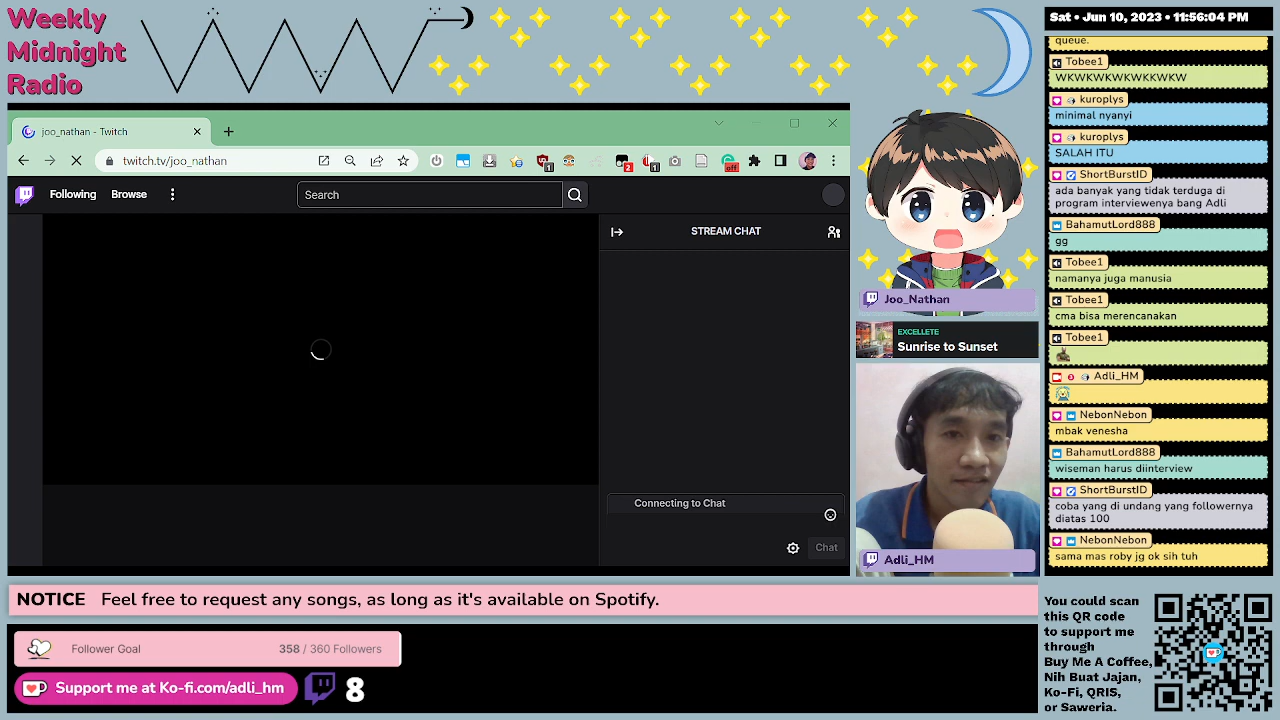 Weekly
Midnight
Radio
Sat • Jun 10, 2023 • 11:56:04 PM
joo_nathan - Twitch
twitch.tv/joo_nathan
1
2
1
off
Following
Browse
Search
STREAM CHAT
Connecting to Chat
Chat
Joo_Nathan
EXCELLETE
Sunrise to Sunset
Adli_HM
queue.
Tobee1
WKWKWKWKWKKWKW
kuroplys
minimal nyanyi
kuroplys
SALAH ITU
ShortBurstID
ada banyak yang tidak terduga di
program interviewenya bang Adli
BahamutLord888
gg
Tobee1
namanya juga manusia
Tobee1
cma bisa merencanakan
Tobee1
Adli_HM
NebonNebon
mbak venesha
BahamutLord888
wiseman harus diinterview
ShortBurstID
coba yang di undang yang followernya
diatas 100
NebonNebon
sama mas roby jg ok sih tuh
NOTICE Feel free to request any songs, as long as it's available on Spotify.
Follower Goal
358 / 360 Followers
Support me at Ko-fi.com/adli_hm
8
You could scan
this QR code
to support me
through
Buy Me A Coffee,
Nih Buat Jajan,
Ko-Fi, QRIS,
or Saweria.